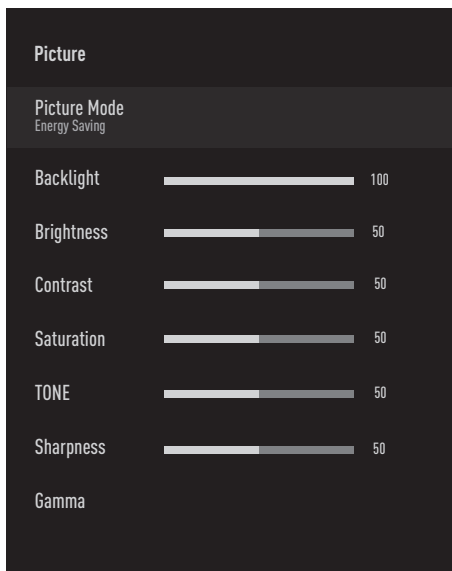 Picture
Picture Mode
Energy Saving
Backlight 100
Brightness 50
Contrast 50
Saturation 50
TONE 50
Sharpness 50
Gamma